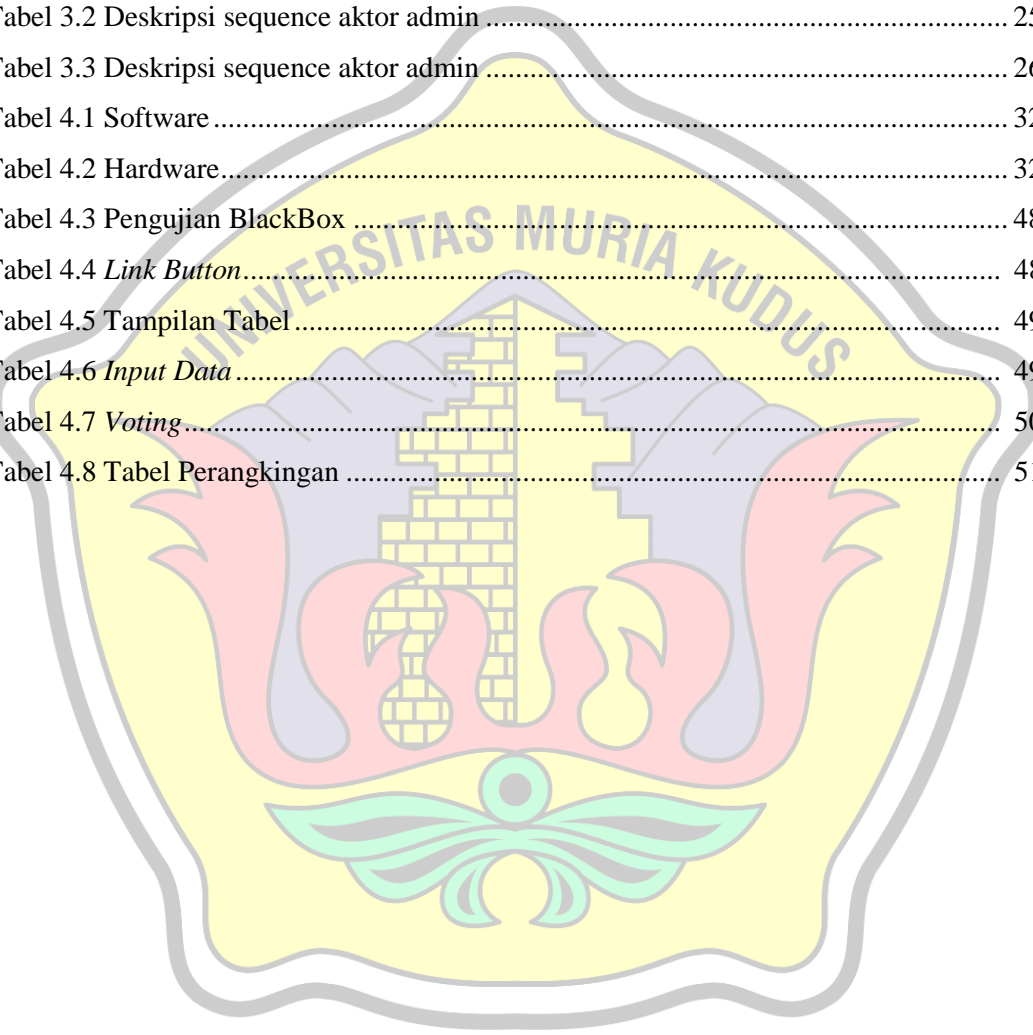 Tabel 3.2 Deskripsi sequence aktor admin ........................................ 25
Tabel 3.3 Deskripsi sequence aktor admin ........................................ 26
Tabel 4.1 Software ........................................ 32
Tabel 4.2 Hardware ........................................ 32
Tabel 4.3 Pengujian BlackBox ........................................ 48
Tabel 4.4 Link Button ........................................ 48
Tabel 4.5 Tampilan Tabel ........................................ 49
Tabel 4.6 Input Data ........................................ 49
Tabel 4.7 Voting ........................................ 50
Tabel 4.8 Tabel Perangkingan ........................................ 51
UNIVERSITAS MURIA KUDUS